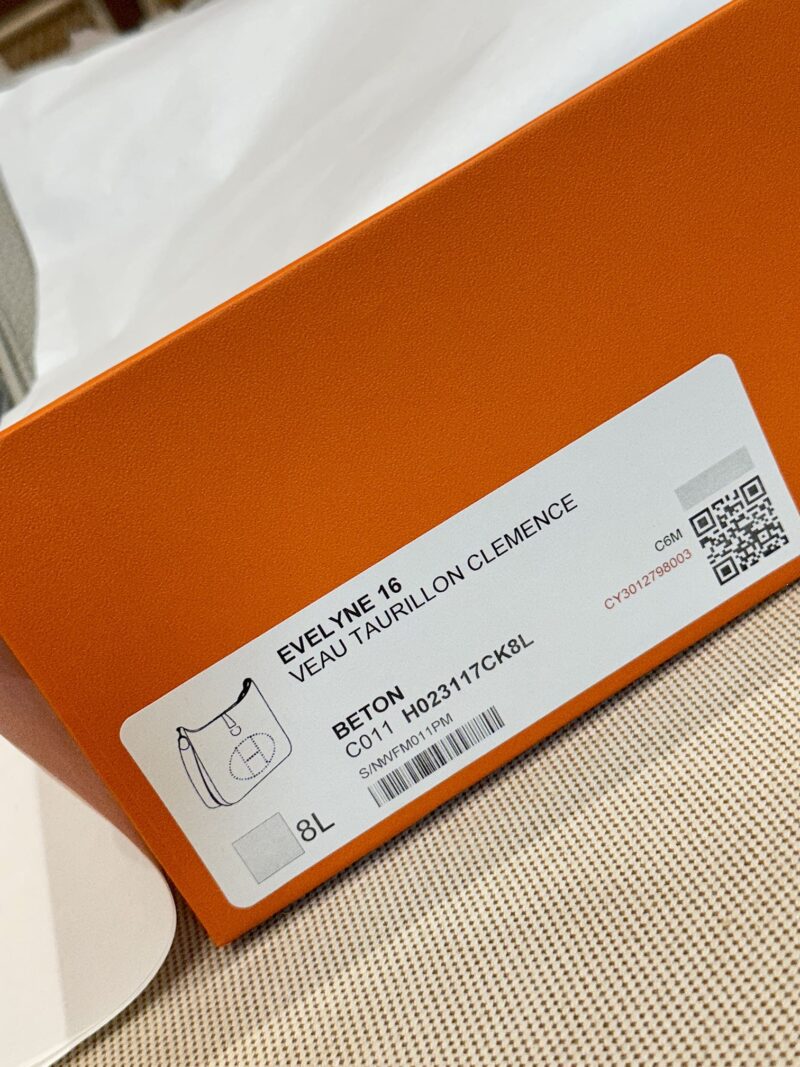 EVELYNE 16
VEAU TAURILLON CLEMENCE
BETON
C011 H023117CK8L
S/NWFM011PM
8L
C6M
CY3012798003
H